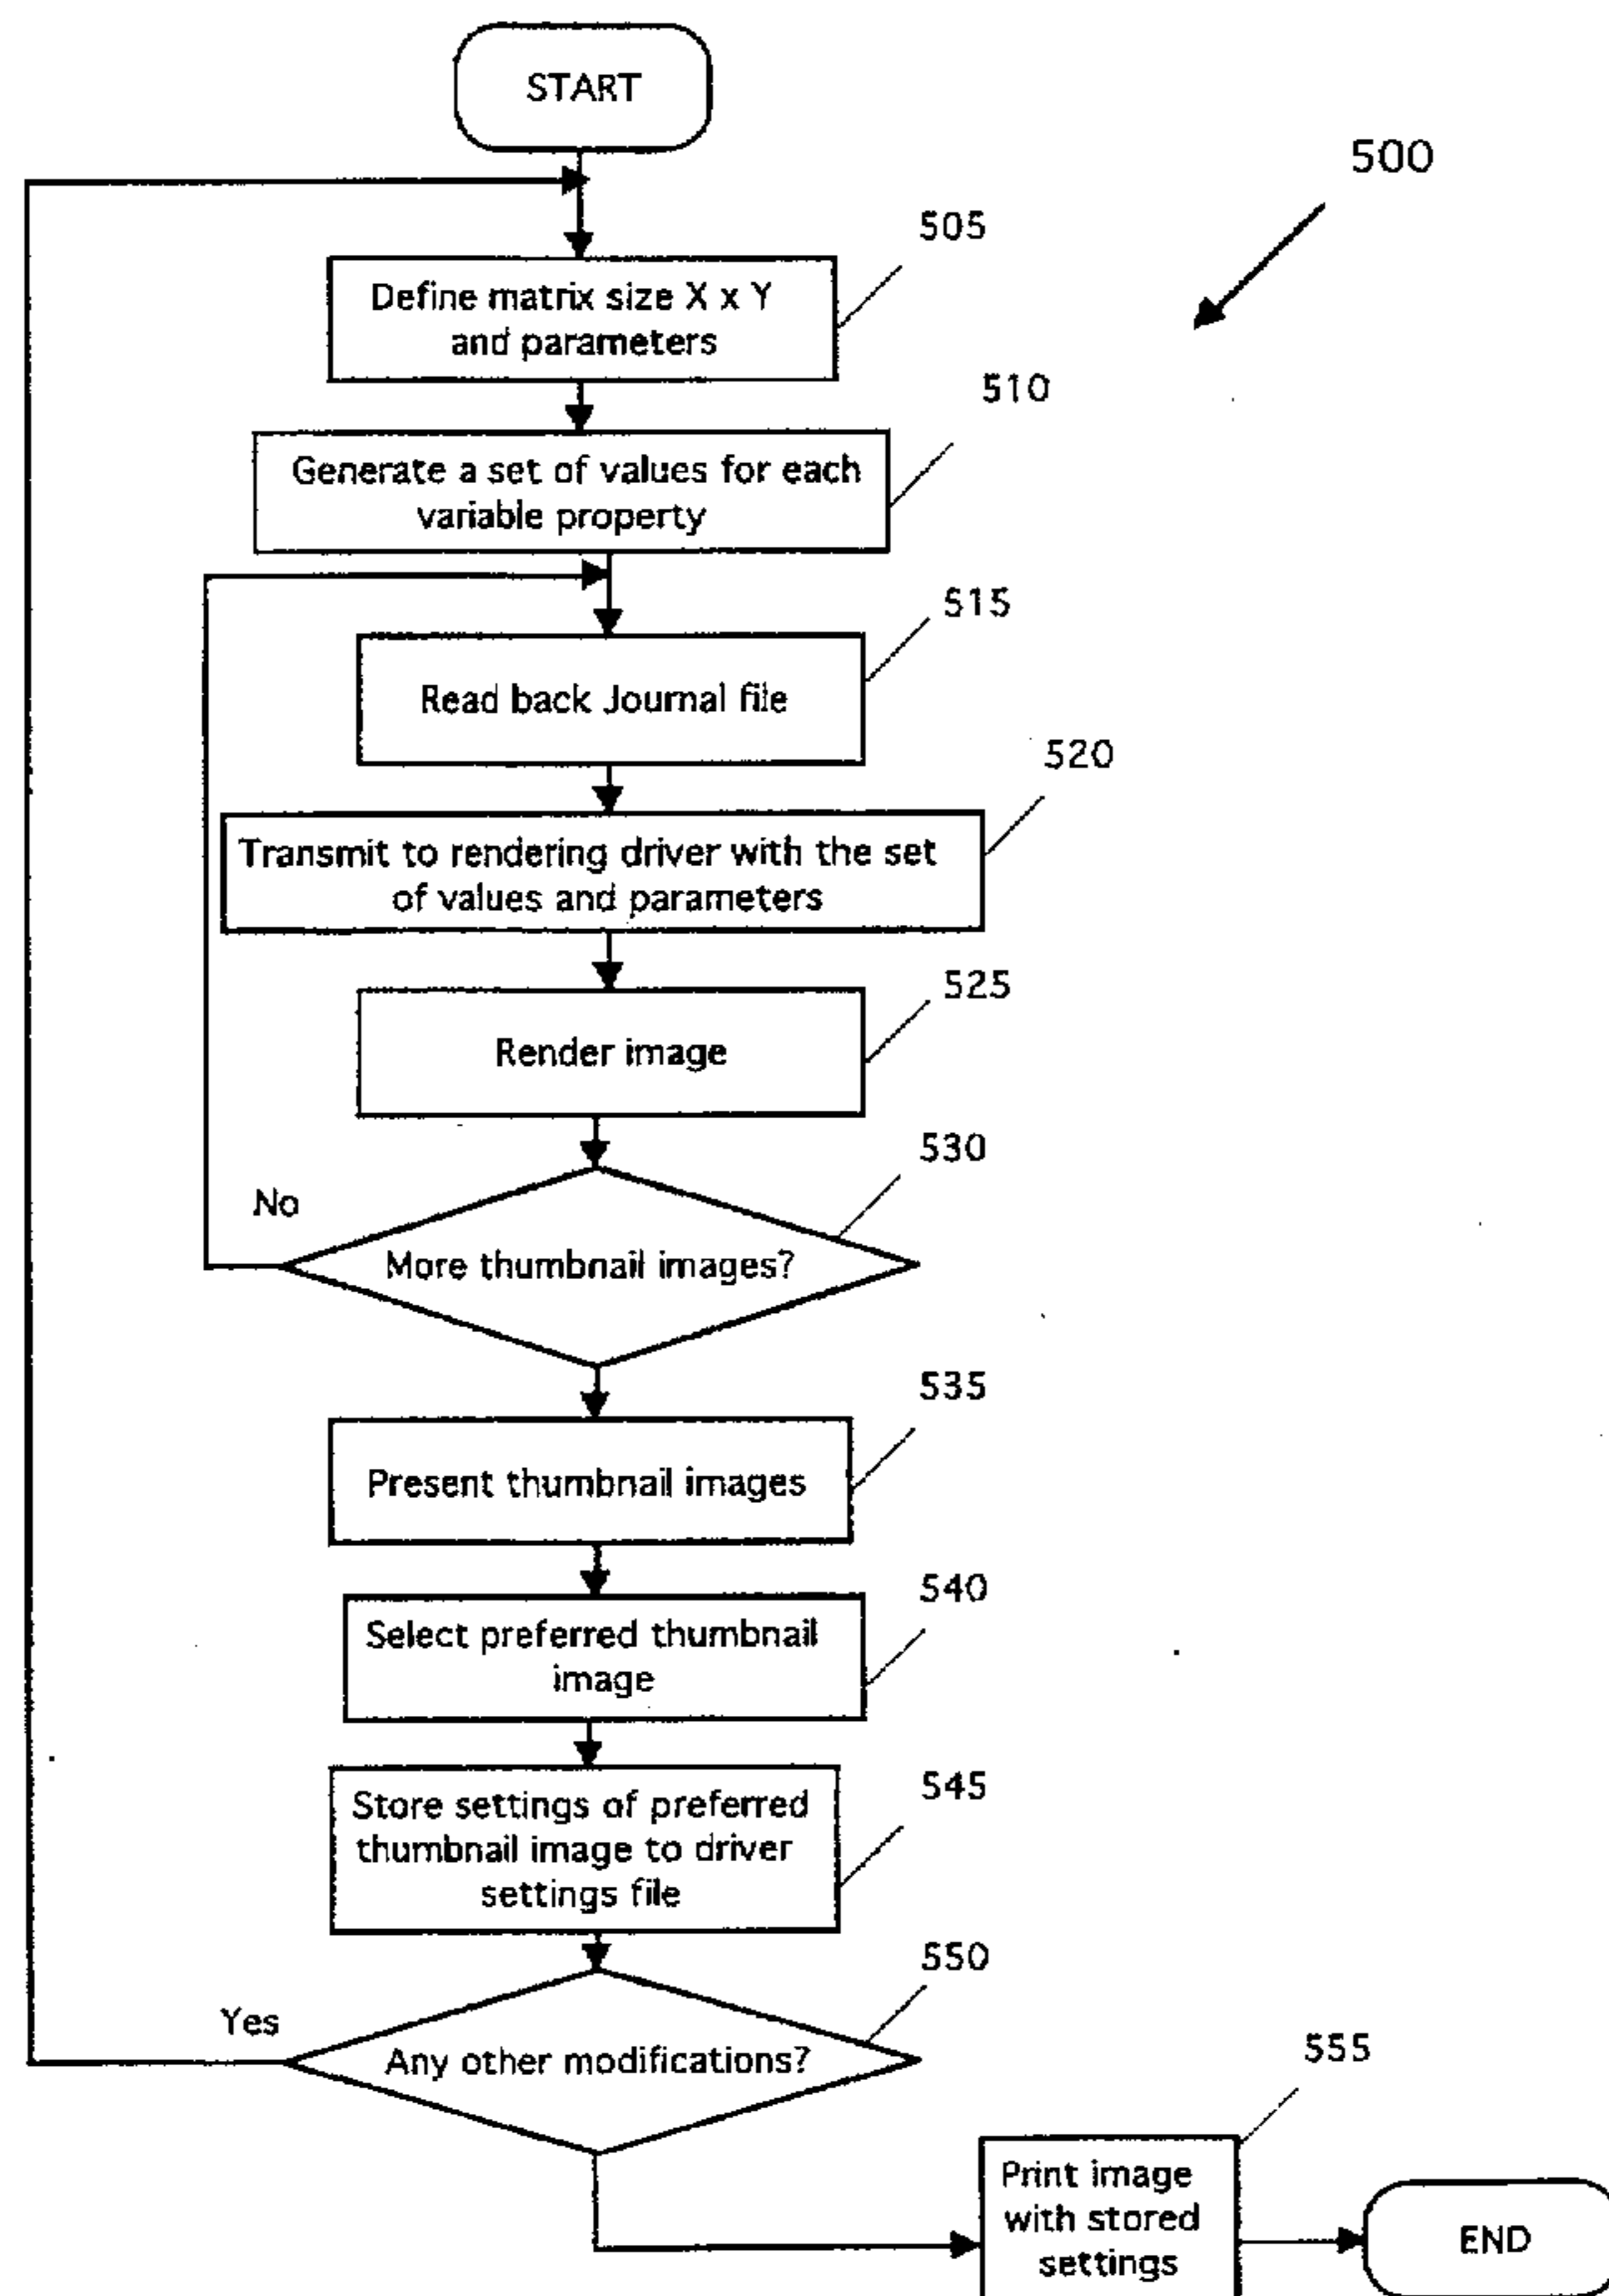 START
500
505
Define matrix size X x Y
and parameters
510
Generate a set of values for each
variable property
515
Read back Journal file
520
Transmit to rendering driver with the set
of values and parameters
525
Render image
530
No
More thumbnail images?
535
Present thumbnail images
540
Select preferred thumbnail
image
545
Store settings of preferred
thumbnail image to driver
settings file
550
Yes
Any other modifications?
555
Print image
with stored
settings
END